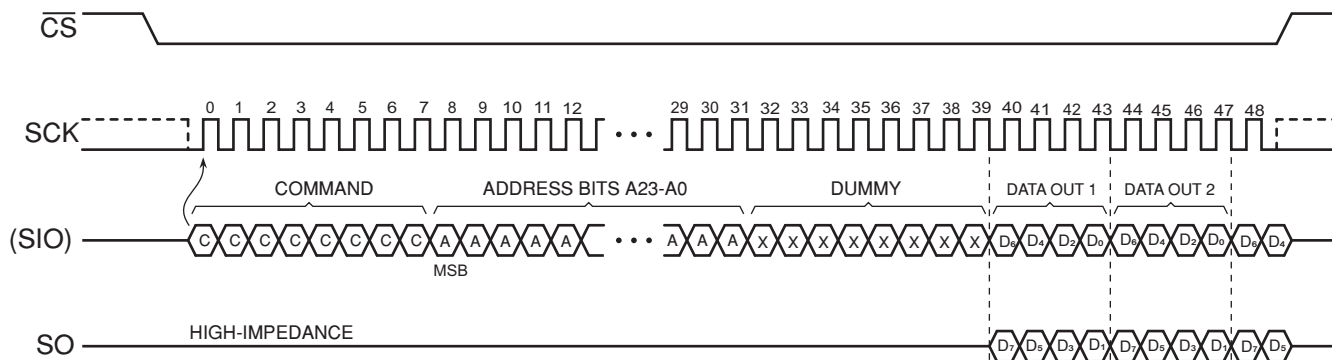 CS
0 1 2 3 4 5 6 7 8 9 10 11 12 29 30 31 32 33 34 35 36 37 38 39 40 41 42 43 44 45 46 47 48
SCK
COMMAND ADDRESS BITS A23-A0 DUMMY DATA OUT 1 DATA OUT 2
(SIO) C C C C C C C C A A A A A A A A X X X X X X X X D₆ D₄ D₂ D₀ D₆ D₄ D₂ D₀ D₆ D₄
MSB
HIGH-IMPEDANCE
SO D₇ D₅ D₃ D₁ D₇ D₅ D₃ D₁ D₇ D₅